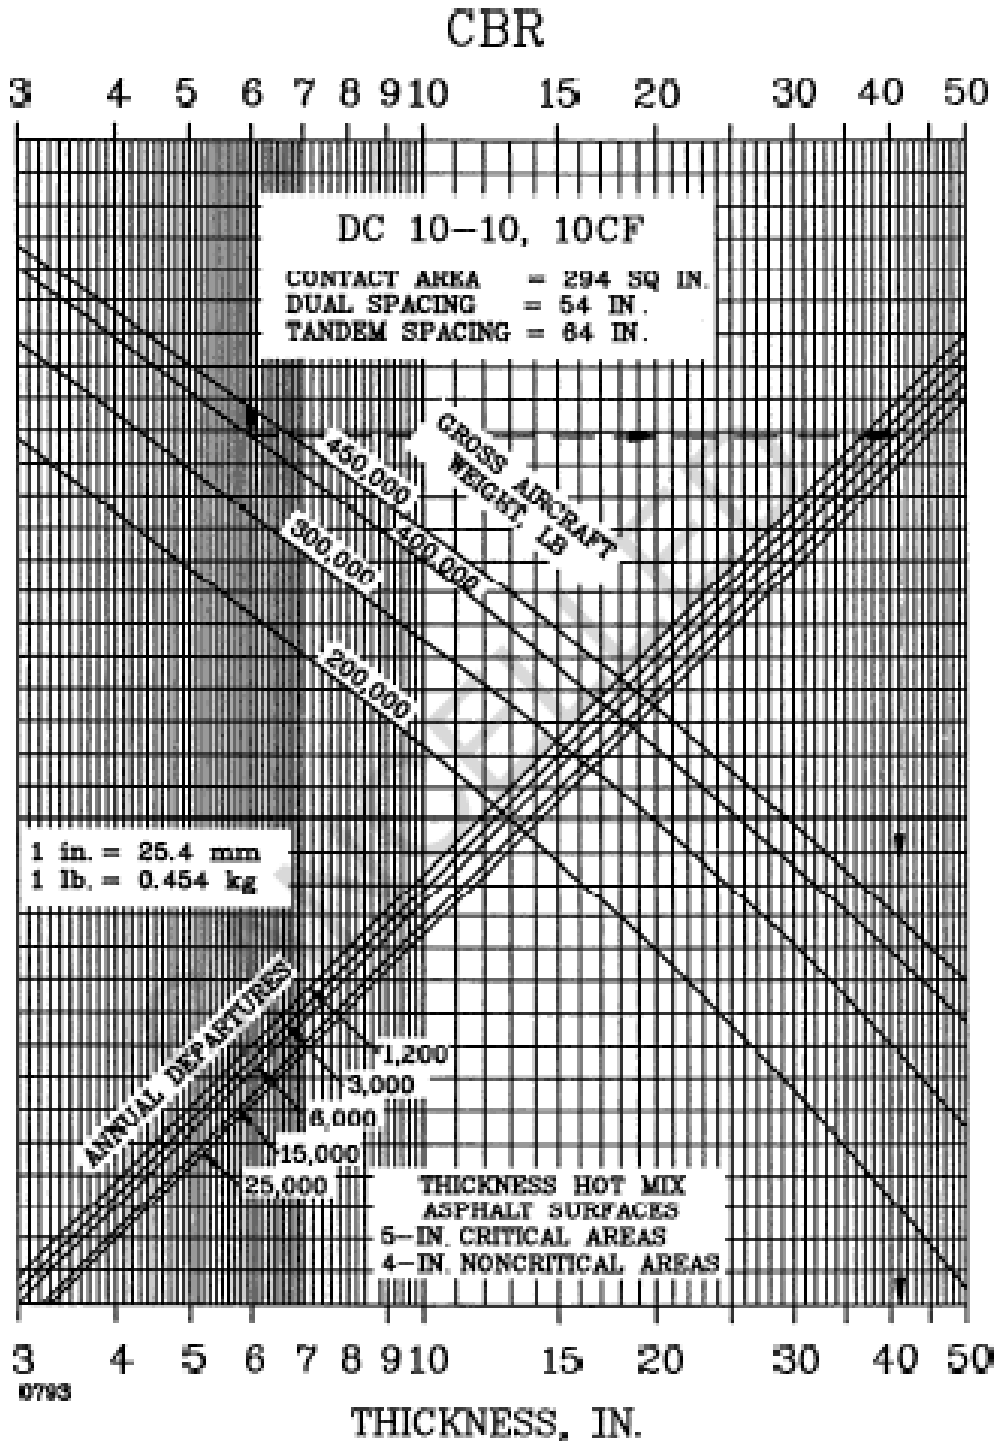 CBR
3 4 5 6 7 8 9 10 15 20 30 40 50
DC 10-10, 10CF
CONTACT AREA = 294 SQ IN.
DUAL SPACING = 54 IN.
TANDEM SPACING = 64 IN.
GROSS AIRCRAFT
WEIGHT, LB
450,000
400,000
300,000
200,000
1 in. = 25.4 mm
1 lb. = 0.454 kg
ANNUAL DEPARTURES
1,200
3,000
6,000
15,000
25,000
THICKNESS HOT MIX
ASPHALT SURFACES
5-IN. CRITICAL AREAS
4-IN. NONCRITICAL AREAS
3 4 5 6 7 8 9 10 15 20 30 40 50
0793
THICKNESS, IN.